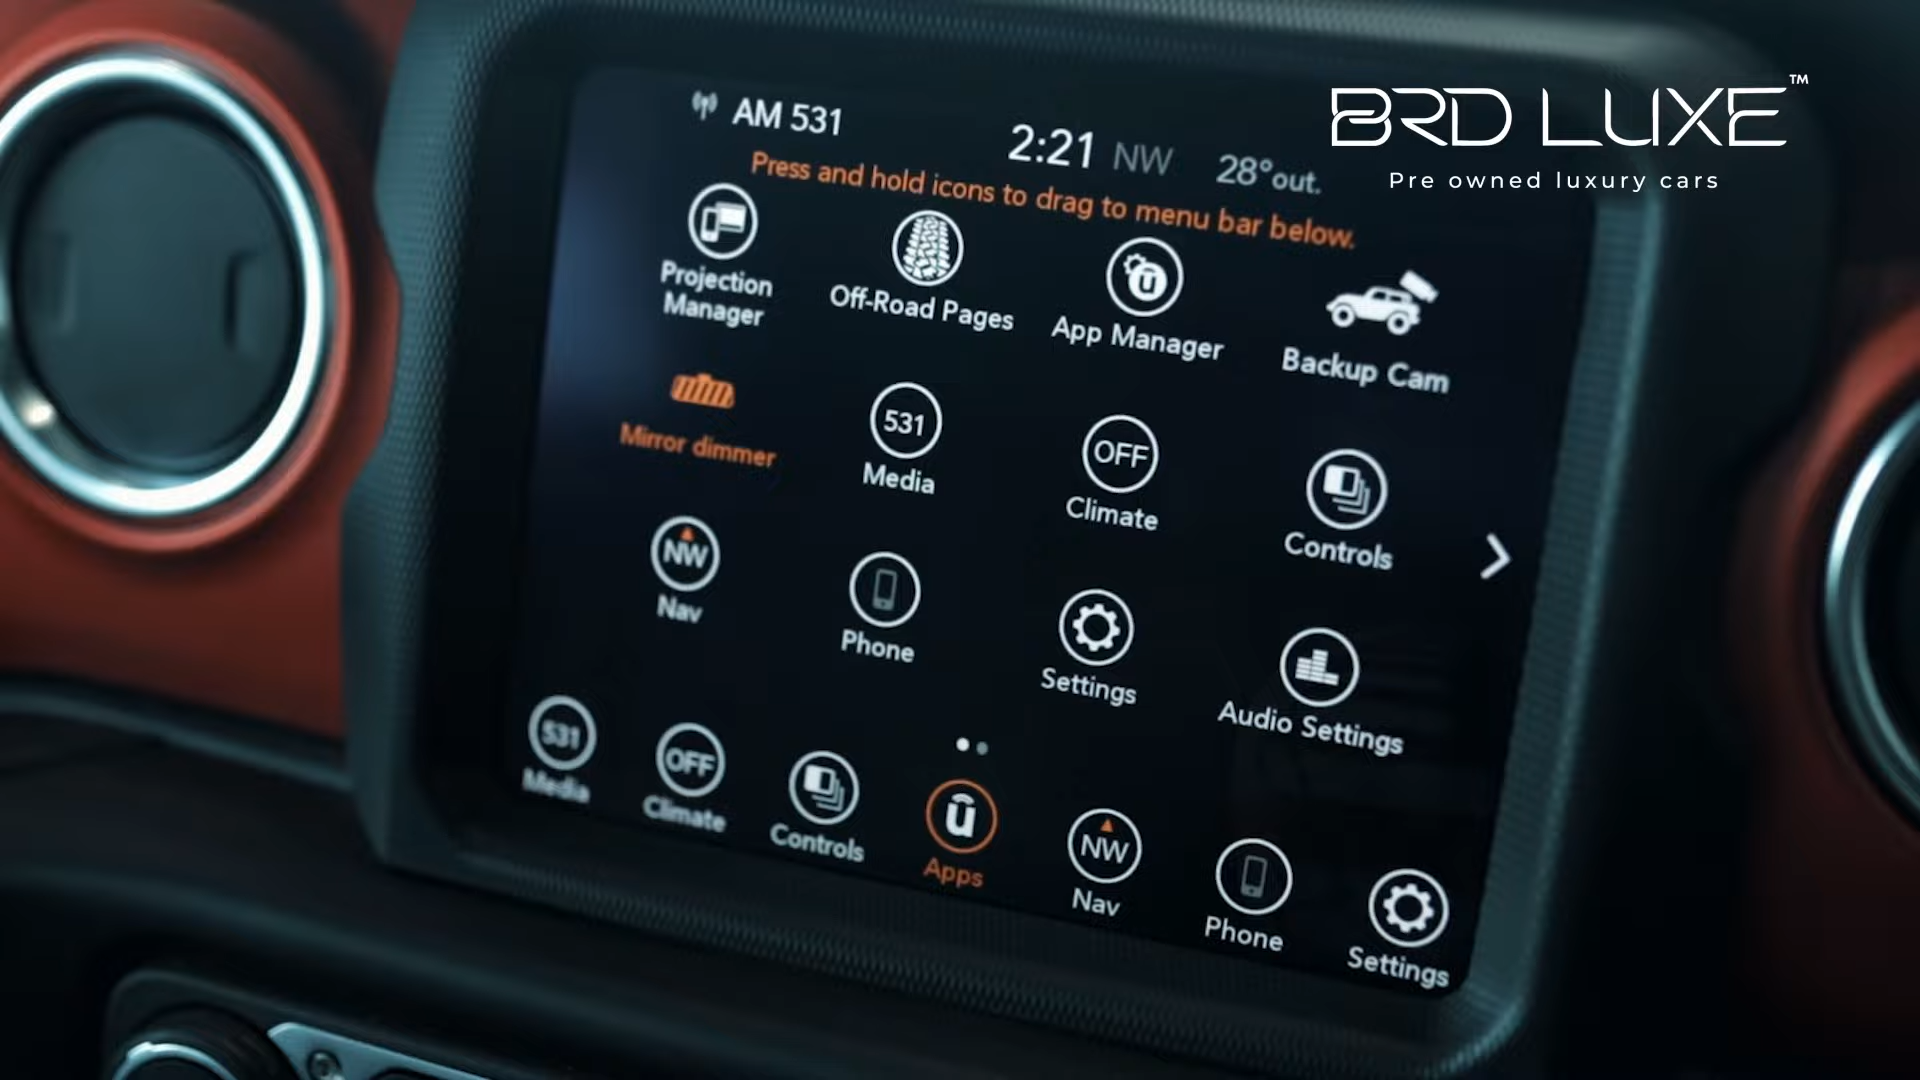 BRD LUXE™
Pre owned luxury cars
AM 531
2:21 NW 28°out.
Press and hold icons to drag to menu bar below.
Projection
Manager
Off-Road Pages
App Manager
Backup Cam
Mirror dimmer
531
Media
OFF
Climate
Controls
NW
Nav
Phone
Settings
Audio Settings
531
Media
OFF
Climate
Controls
u
Apps
NW
Nav
Phone
Settings